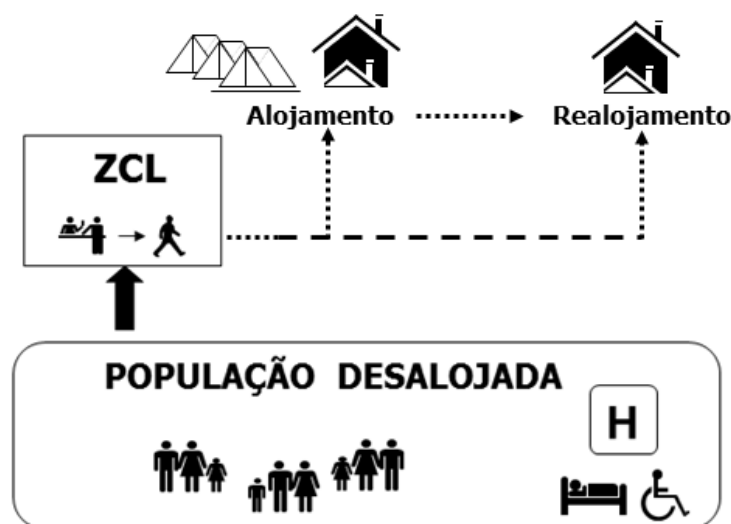 Alojamento
Realojamento
ZCL
POPULAÇÃO DESALOJADA
H